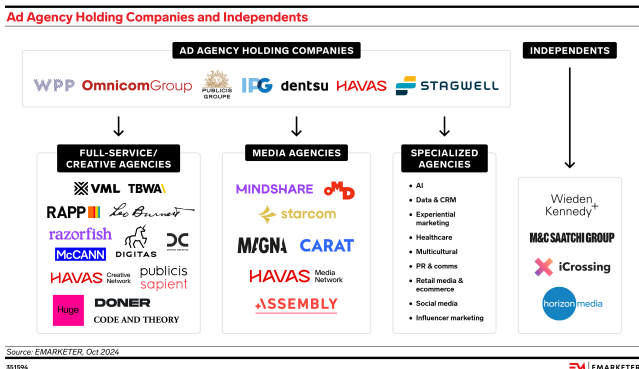 Ad Agency Holding Companies and Independents
AD AGENCY HOLDING COMPANIES
WPP OmnicomGroup PUBLICIS GROUPE IPG dentsu HAVAS STAGWELL
INDEPENDENTS
FULL-SERVICE/
CREATIVE AGENCIES
VML TBWA\
RAPP Leo Burnett
razorfish
McCANN
DIGITAS
DC
HAVAS Creative Network
publicis
sapient
Huge
DONER
CODE AND THEORY
MEDIA AGENCIES
MINDSHARE OMD
starcom
MAGNA CARAT
HAVAS Media Network
ASSEMBLY
SPECIALIZED
AGENCIES
• AI
• Data & CRM
• Experiential
marketing
• Healthcare
• Multicultural
• PR & comms
• Retail media &
ecommerce
• Social media
• Influencer marketing
Wieden
Kennedy+
M&C SAATCHI GROUP
iCrossing
horizon media
Source: EMARKETER, Oct 2024
351594
EM EMARKETER